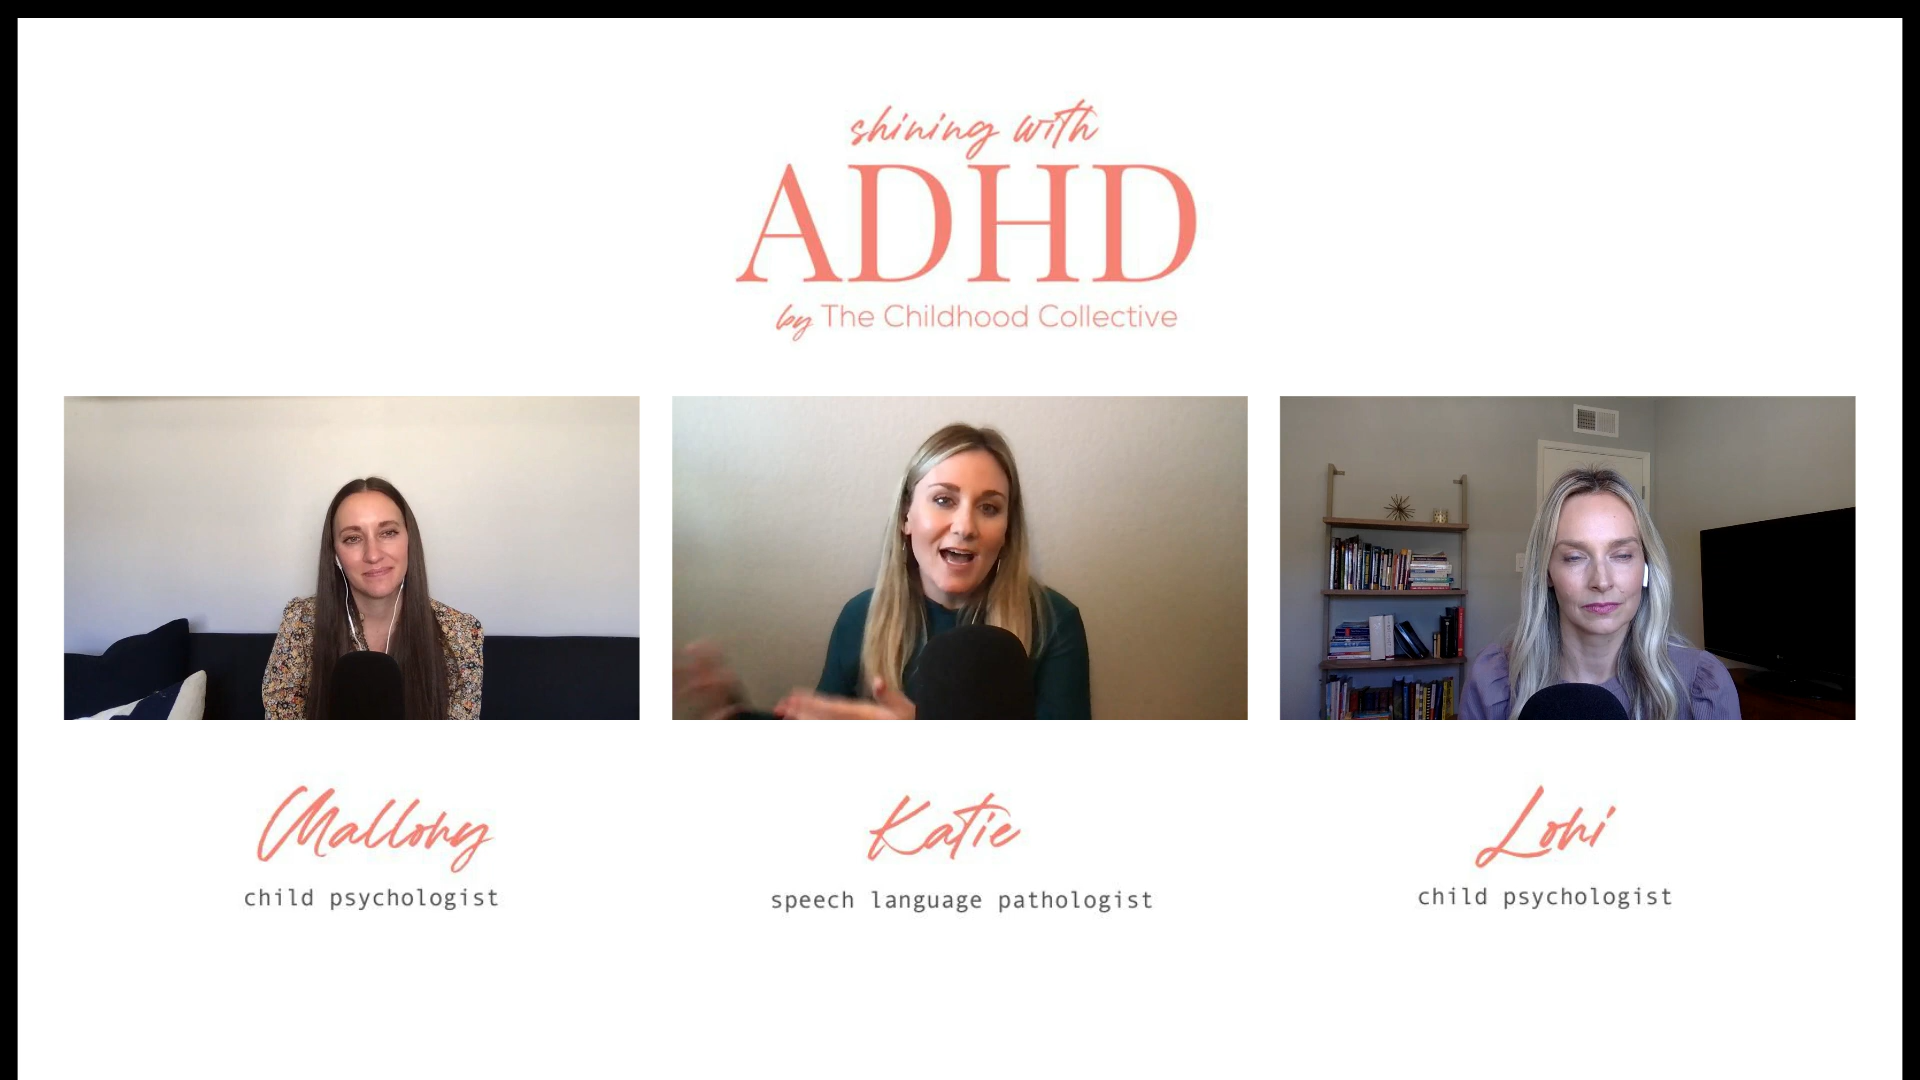 shining with
ADHD
by The Childhood Collective
Mallory
child psychologist
Katie
speech language pathologist
Lori
child psychologist